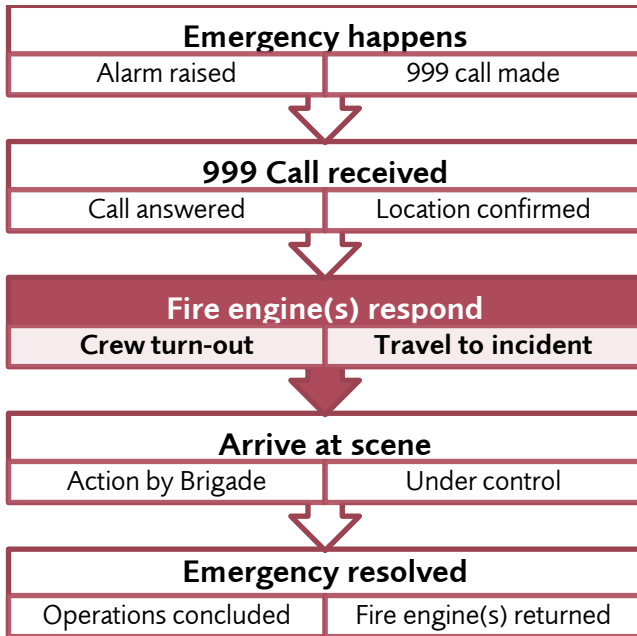 Emergency happens
Alarm raised 999 call made
999 Call received
Call answered Location confirmed
Fire engine(s) respond
Crew turn-out Travel to incident
Arrive at scene
Action by Brigade Under control
Emergency resolved
Operations concluded Fire engine(s) returned